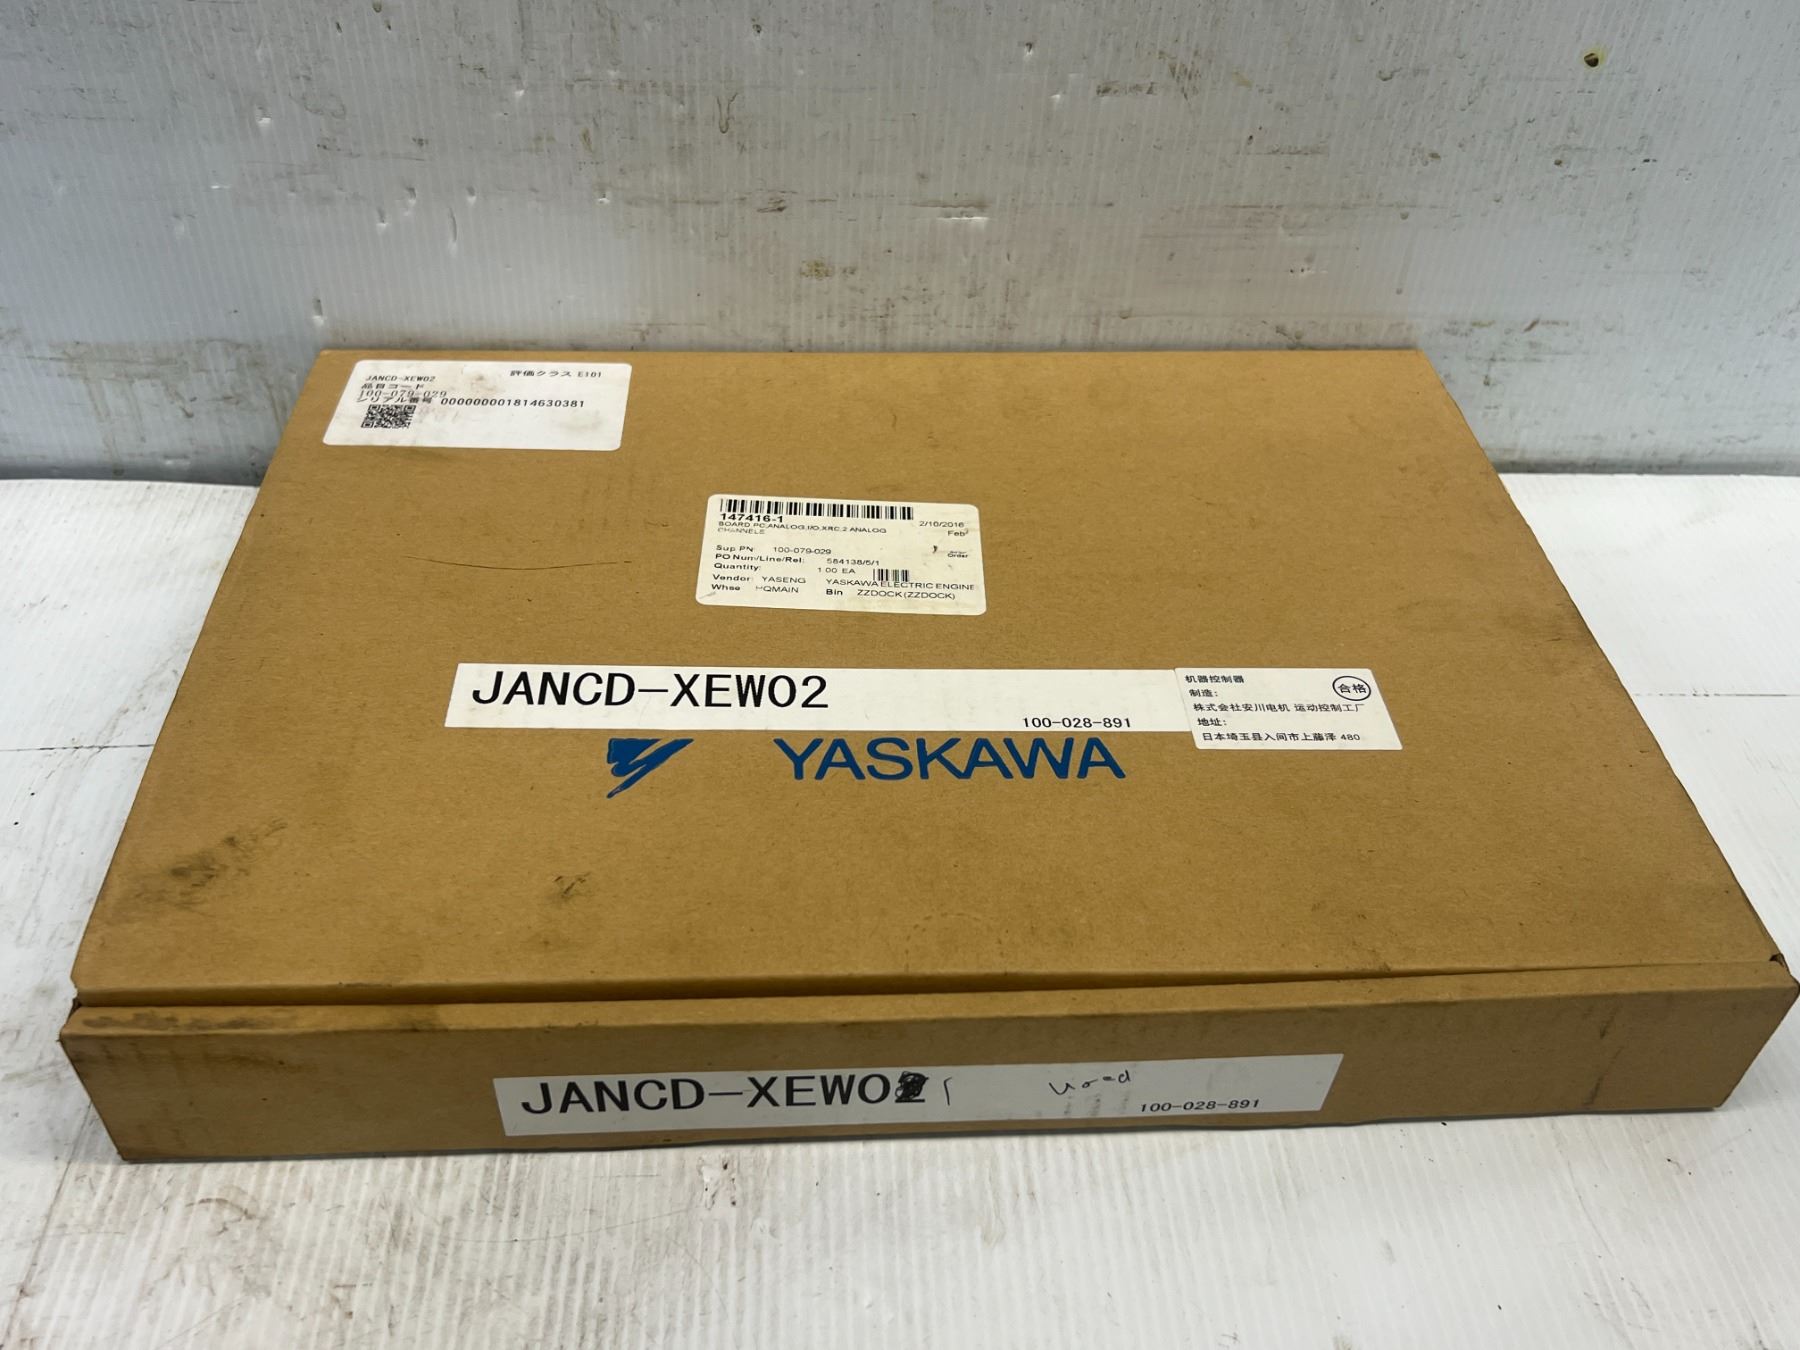 JANCD-XEW02 評価クラス E101
品目コード
100-079-029
シリアル番号 000000001814630381
147416-1 2/10/2016
BOARD,PC,ANALOG,I/O,XRC,2 ANALOG Feb
CHANNELS
Sup PN: 100-079-029 Order
PO Num/Line/Rel: 584138/5/1
Quantity: 1.00 EA
Vendor: YASENG YASKAWA ELECTRIC ENGINE
Whse HQMAIN Bin ZZDOCK (ZZDOCK)
JANCD-XEW02
100-028-891
机器控制器 合格
制造:
株式会社安川电机 运动控制工厂
地址:
日本埼玉县入间市上藤泽 480
YASKAWA
JANCD-XEW0 1 Used
100-028-891